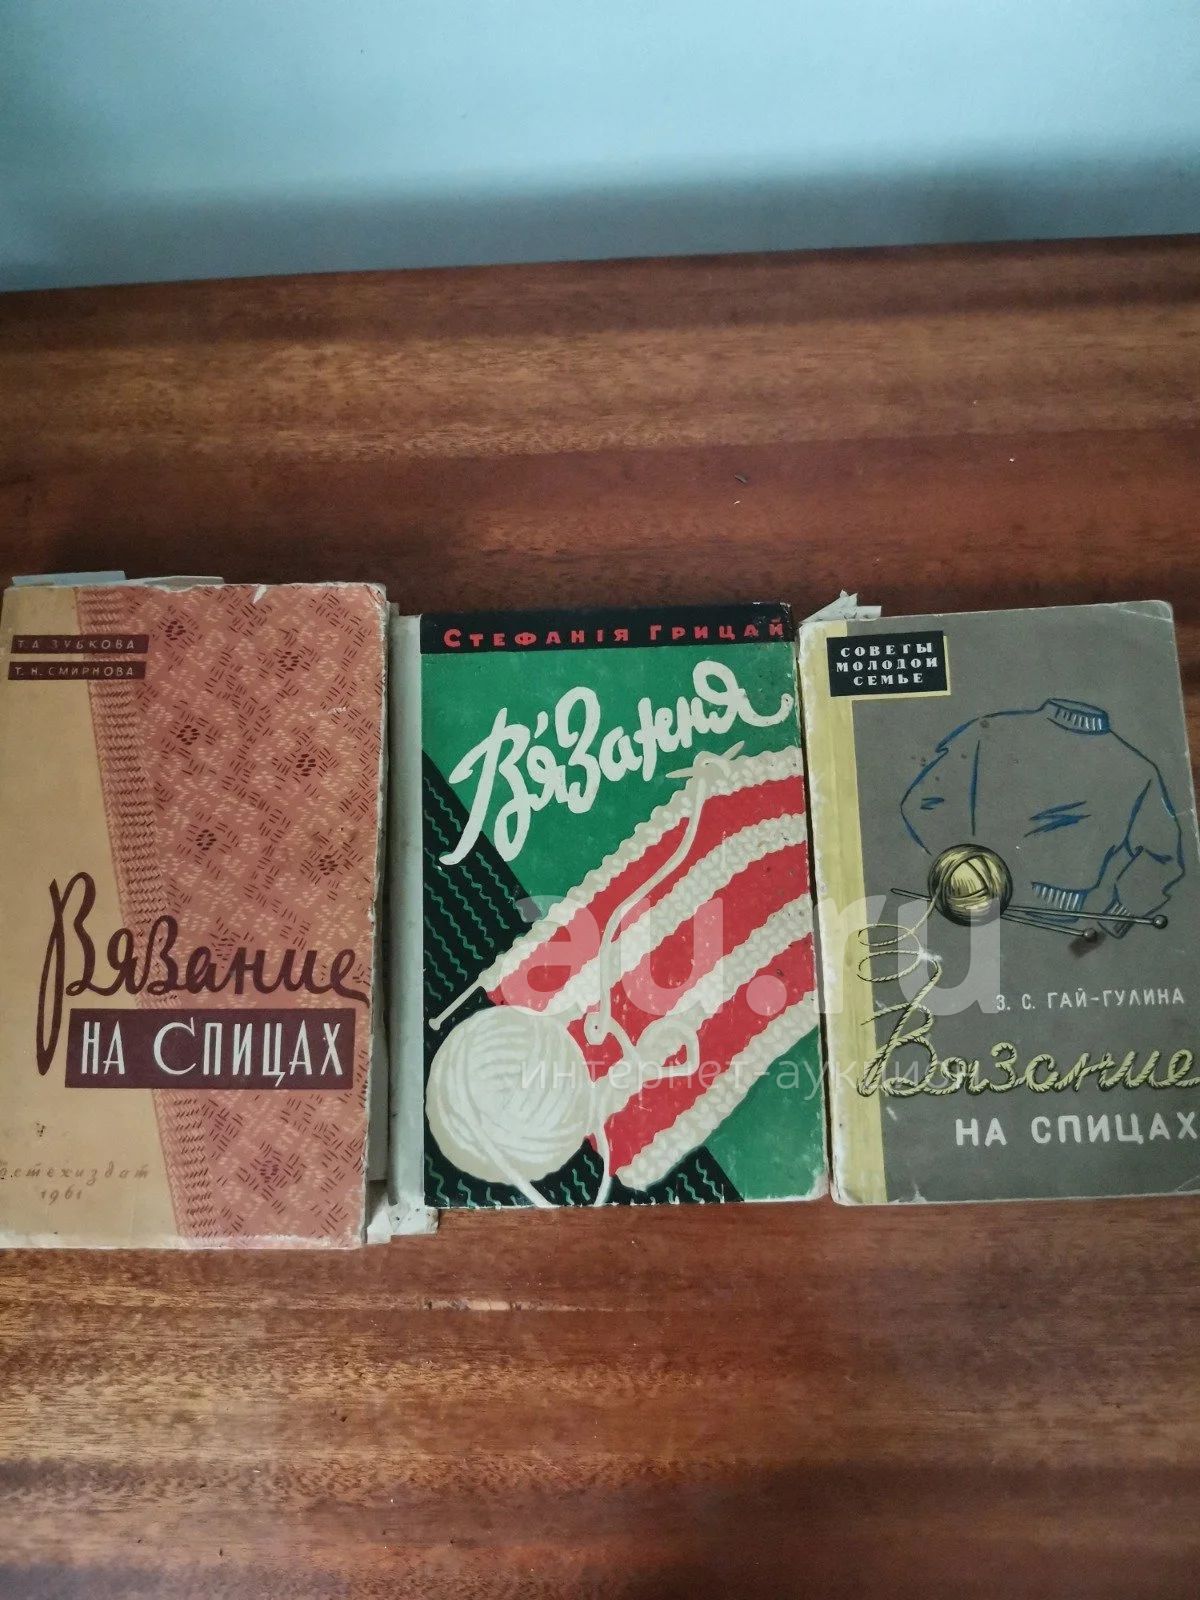 Т.А. ЗУБКОВА
Т.Н. СМИРНОВА
Вязание
НА СПИЦАХ
1961
СТЕФАНІЯ ГРИЦАЙ
В'язання
СОВЕТЫ
МОЛОДОЙ
СЕМЬЕ
З. С. ГАЙ-ГУЛИНА
Вязание
НА СПИЦАХ
au.ru
интернет-аукцион